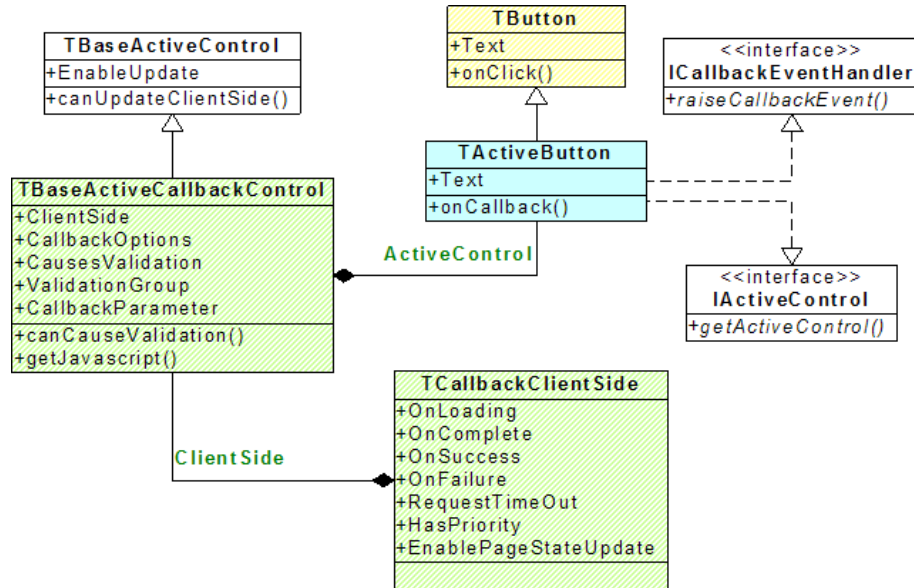 TBaseActiveControl
+EnableUpdate
+canUpdateClientSide()
TButton
+Text
+onClick()
<<interface>>
ICallbackEventHandler
+raiseCallbackEvent()
TActiveButton
+Text
+onCallback()
TBaseActiveCallbackControl
+ClientSide
+CallbackOptions
+CausesValidation
+ValidationGroup
+CallbackParameter
+canCauseValidation()
+getJavascript()
ActiveControl
<<interface>>
IActiveControl
+getActiveControl()
ClientSide
TCallbackClientSide
+OnLoading
+OnComplete
+OnSuccess
+OnFailure
+RequestTimeOut
+HasPriority
+EnablePageStateUpdate